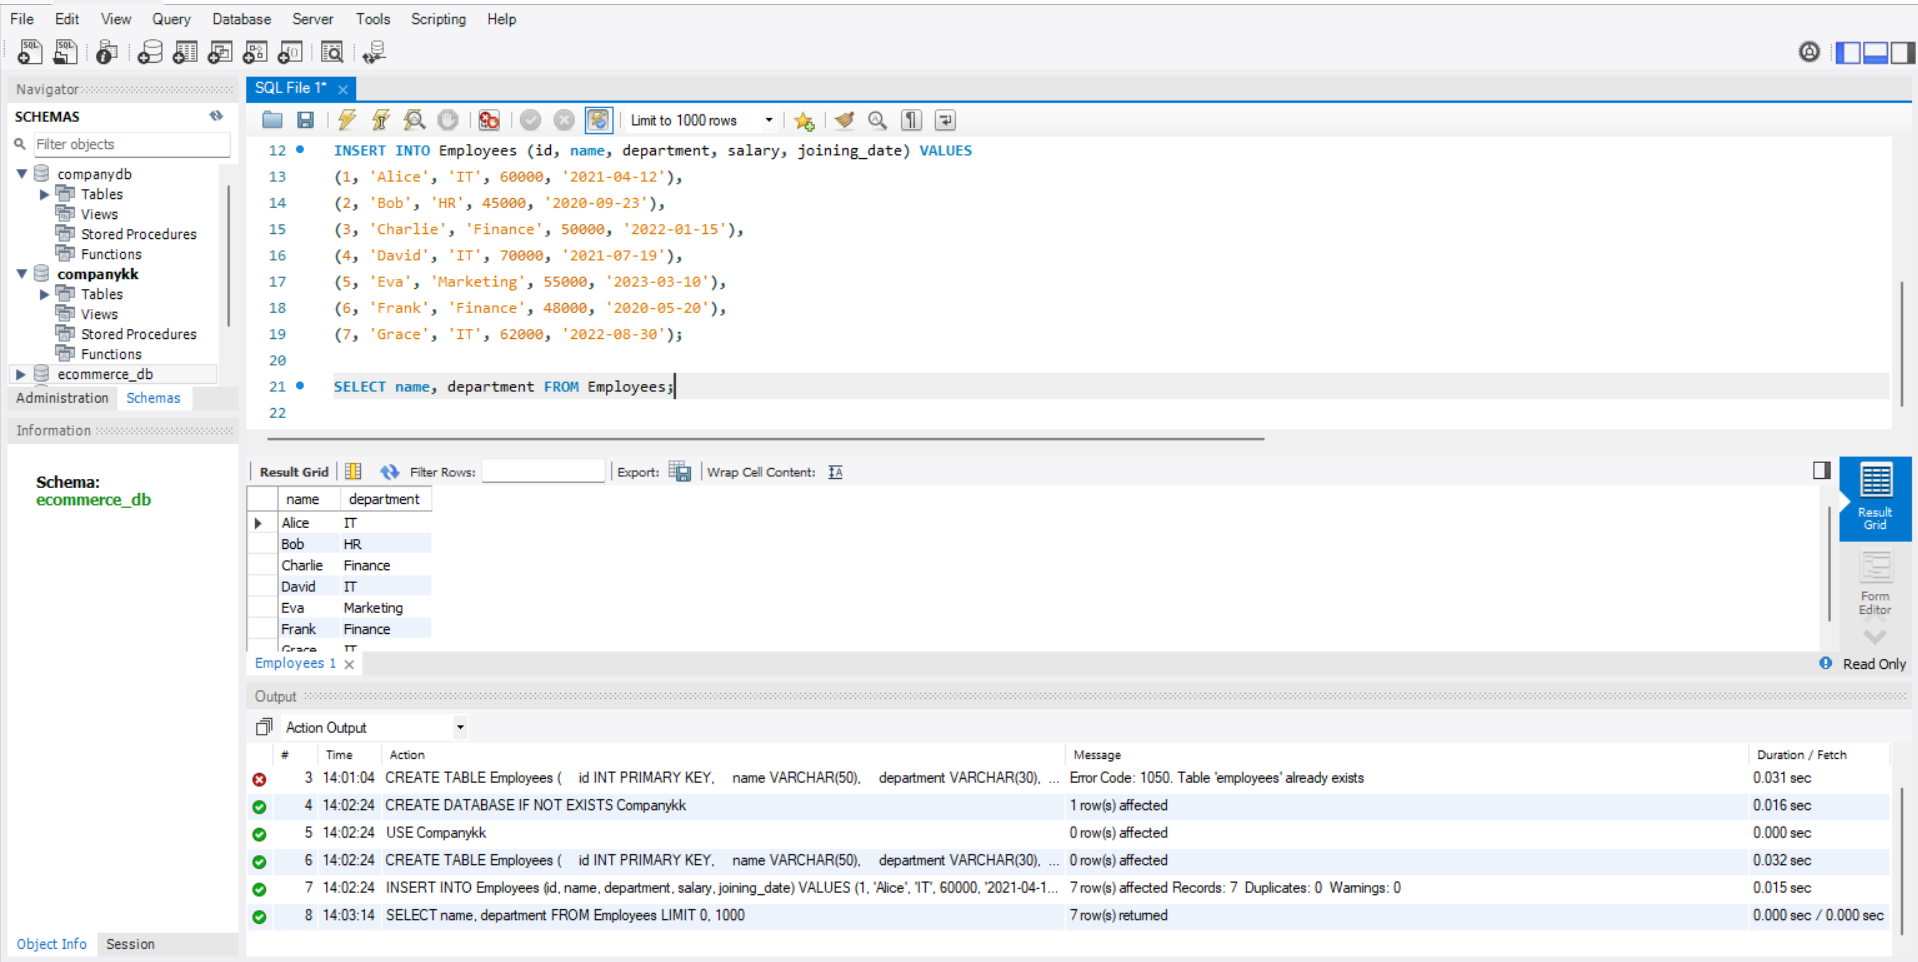 File Edit View Query Database Server Tools Scripting Help
Navigator
SCHEMAS
Filter objects
companydb
Tables
Views
Stored Procedures
Functions
companykk
Tables
Views
Stored Procedures
Functions
ecommerce_db
Administration Schemas
Information
Schema:
ecommerce_db
Object Info Session
SQL File 1*
Limit to 1000 rows
12 INSERT INTO Employees (id, name, department, salary, joining_date) VALUES
13 (1, 'Alice', 'IT', 60000, '2021-04-12'),
14 (2, 'Bob', 'HR', 45000, '2020-09-23'),
15 (3, 'Charlie', 'Finance', 50000, '2022-01-15'),
16 (4, 'David', 'IT', 70000, '2021-07-19'),
17 (5, 'Eva', 'Marketing', 55000, '2023-03-10'),
18 (6, 'Frank', 'Finance', 48000, '2020-05-20'),
19 (7, 'Grace', 'IT', 62000, '2022-08-30');
20
21 SELECT name, department FROM Employees;
22
Result Grid Filter Rows: Export: Wrap Cell Content:
name department
Alice IT
Bob HR
Charlie Finance
David IT
Eva Marketing
Frank Finance
Grace IT
Result
Grid
Form
Editor
Employees 1
Read Only
Output
Action Output
# Time Action Message Duration / Fetch
3 14:01:04 CREATE TABLE Employees ( id INT PRIMARY KEY, name VARCHAR(50), department VARCHAR(30), ... Error Code: 1050. Table 'employees' already exists 0.031 sec
4 14:02:24 CREATE DATABASE IF NOT EXISTS Companykk 1 row(s) affected 0.016 sec
5 14:02:24 USE Companykk 0 row(s) affected 0.000 sec
6 14:02:24 CREATE TABLE Employees ( id INT PRIMARY KEY, name VARCHAR(50), department VARCHAR(30), ... 0 row(s) affected 0.032 sec
7 14:02:24 INSERT INTO Employees (id, name, department, salary, joining_date) VALUES (1, 'Alice', 'IT', 60000, '2021-04-1... 7 row(s) affected Records: 7 Duplicates: 0 Warnings: 0 0.015 sec
8 14:03:14 SELECT name, department FROM Employees LIMIT 0, 1000 7 row(s) returned 0.000 sec / 0.000 sec